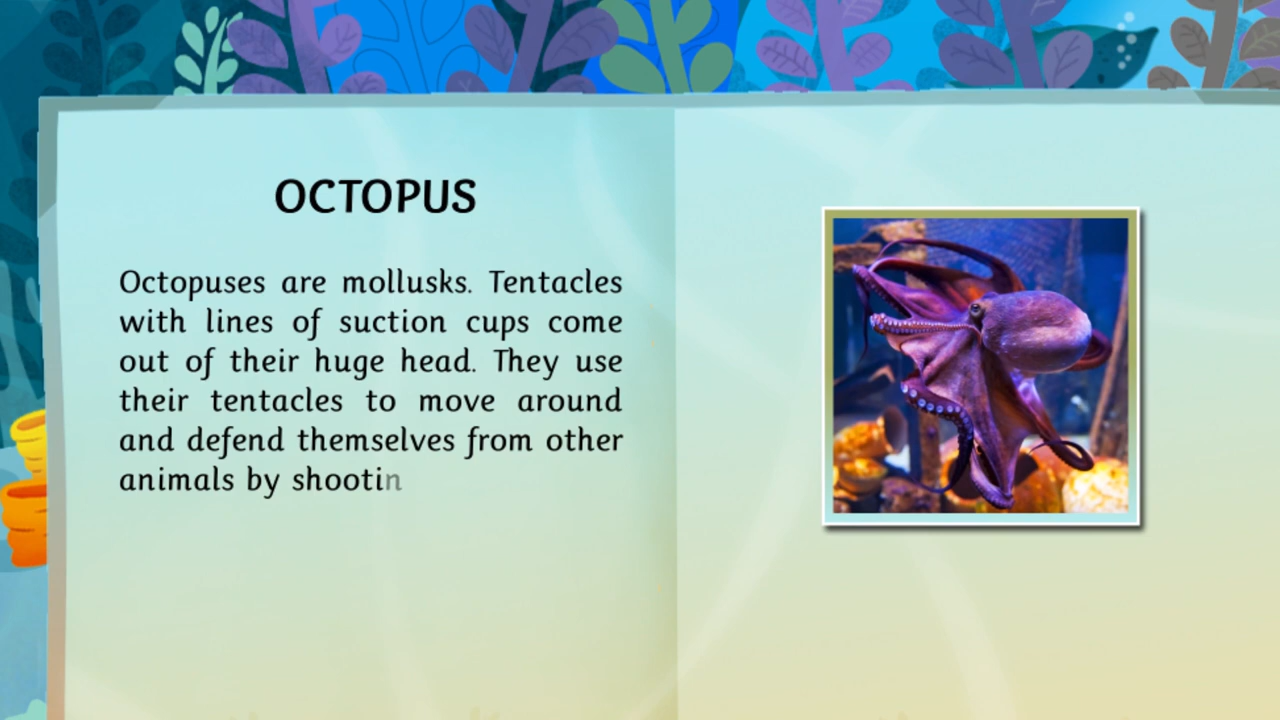 OCTOPUS
Octopuses are mollusks. Tentacles
with lines of suction cups come
out of their huge head. They use
their tentacles to move around
and defend themselves from other
animals by shootin